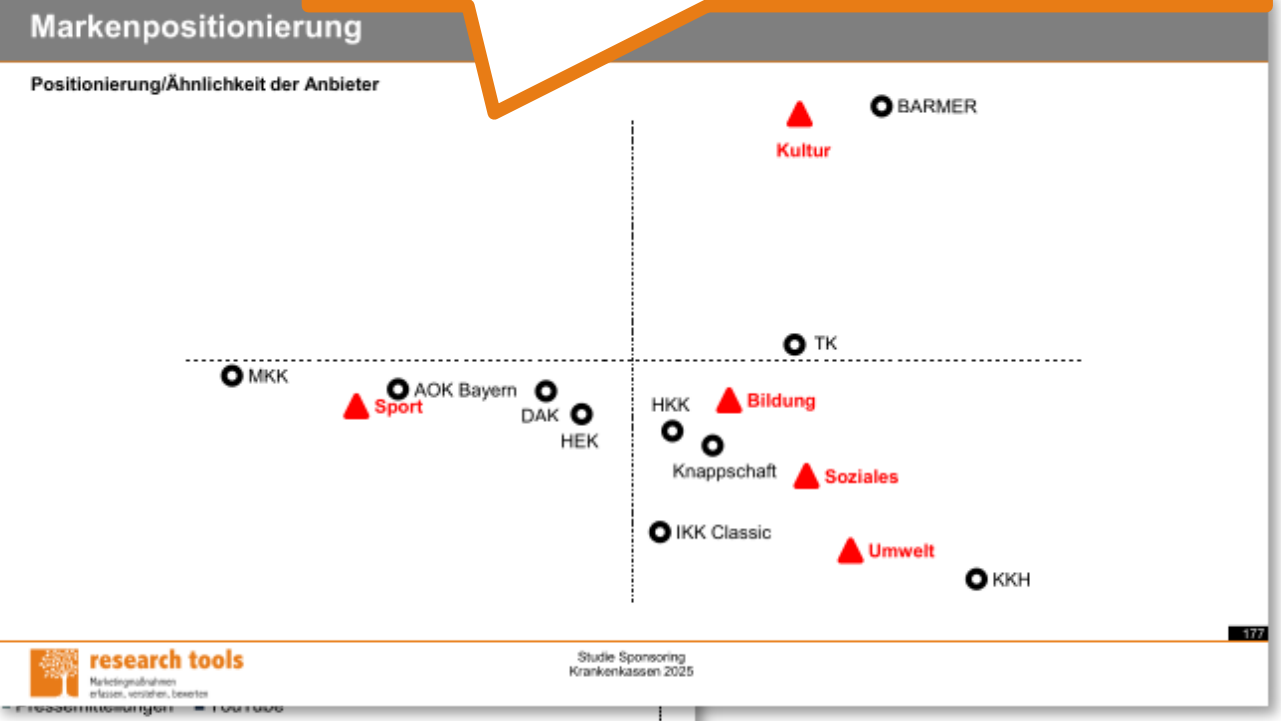 Markenpositionierung
Positionierung/Ähnlichkeit der Anbieter
BARMER
Kultur
TK
MKK
AOK Bayern
Sport
DAK
HEK
HKK
Bildung
Knappschaft
Soziales
IKK Classic
Umwelt
KKH
177
research tools
Marketingmaßnahmen
erfassen, verstehen, bewerten
Studie Sponsoring
Krankenkassen 2025
Pressemitteilungen YouTube